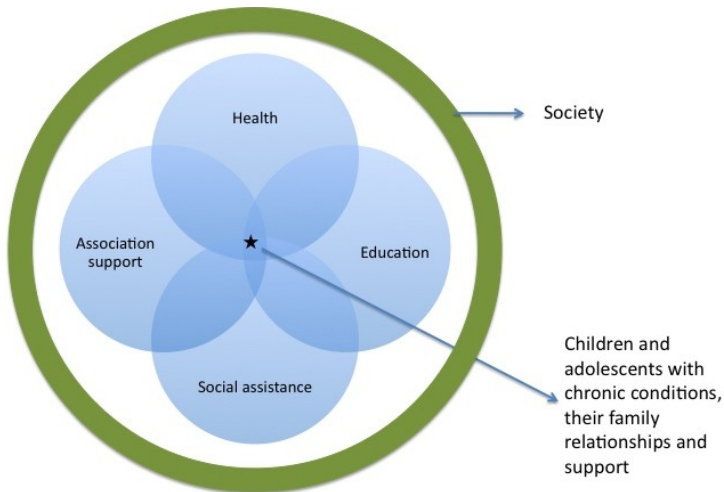 Health
Society
Association
support
Education
Social assistance
Children and
adolescents with
chronic conditions,
their family
relationships and
support